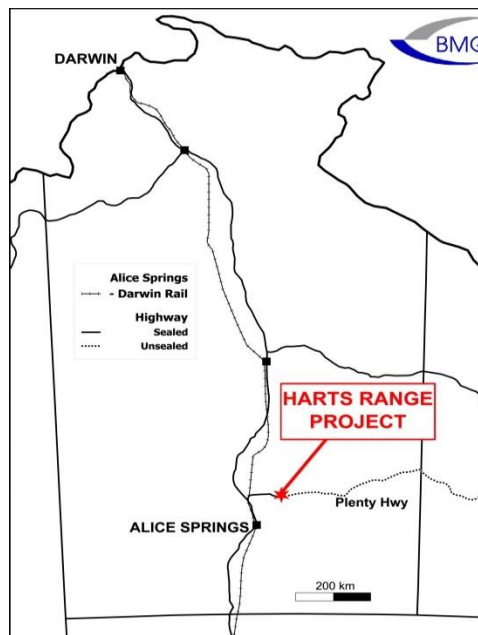 DARWIN
BMG
Alice Springs
- Darwin Rail
Highway
Sealed
Unsealed
HARTS RANGE
PROJECT
Plenty Hwy
ALICE SPRINGS
200 km